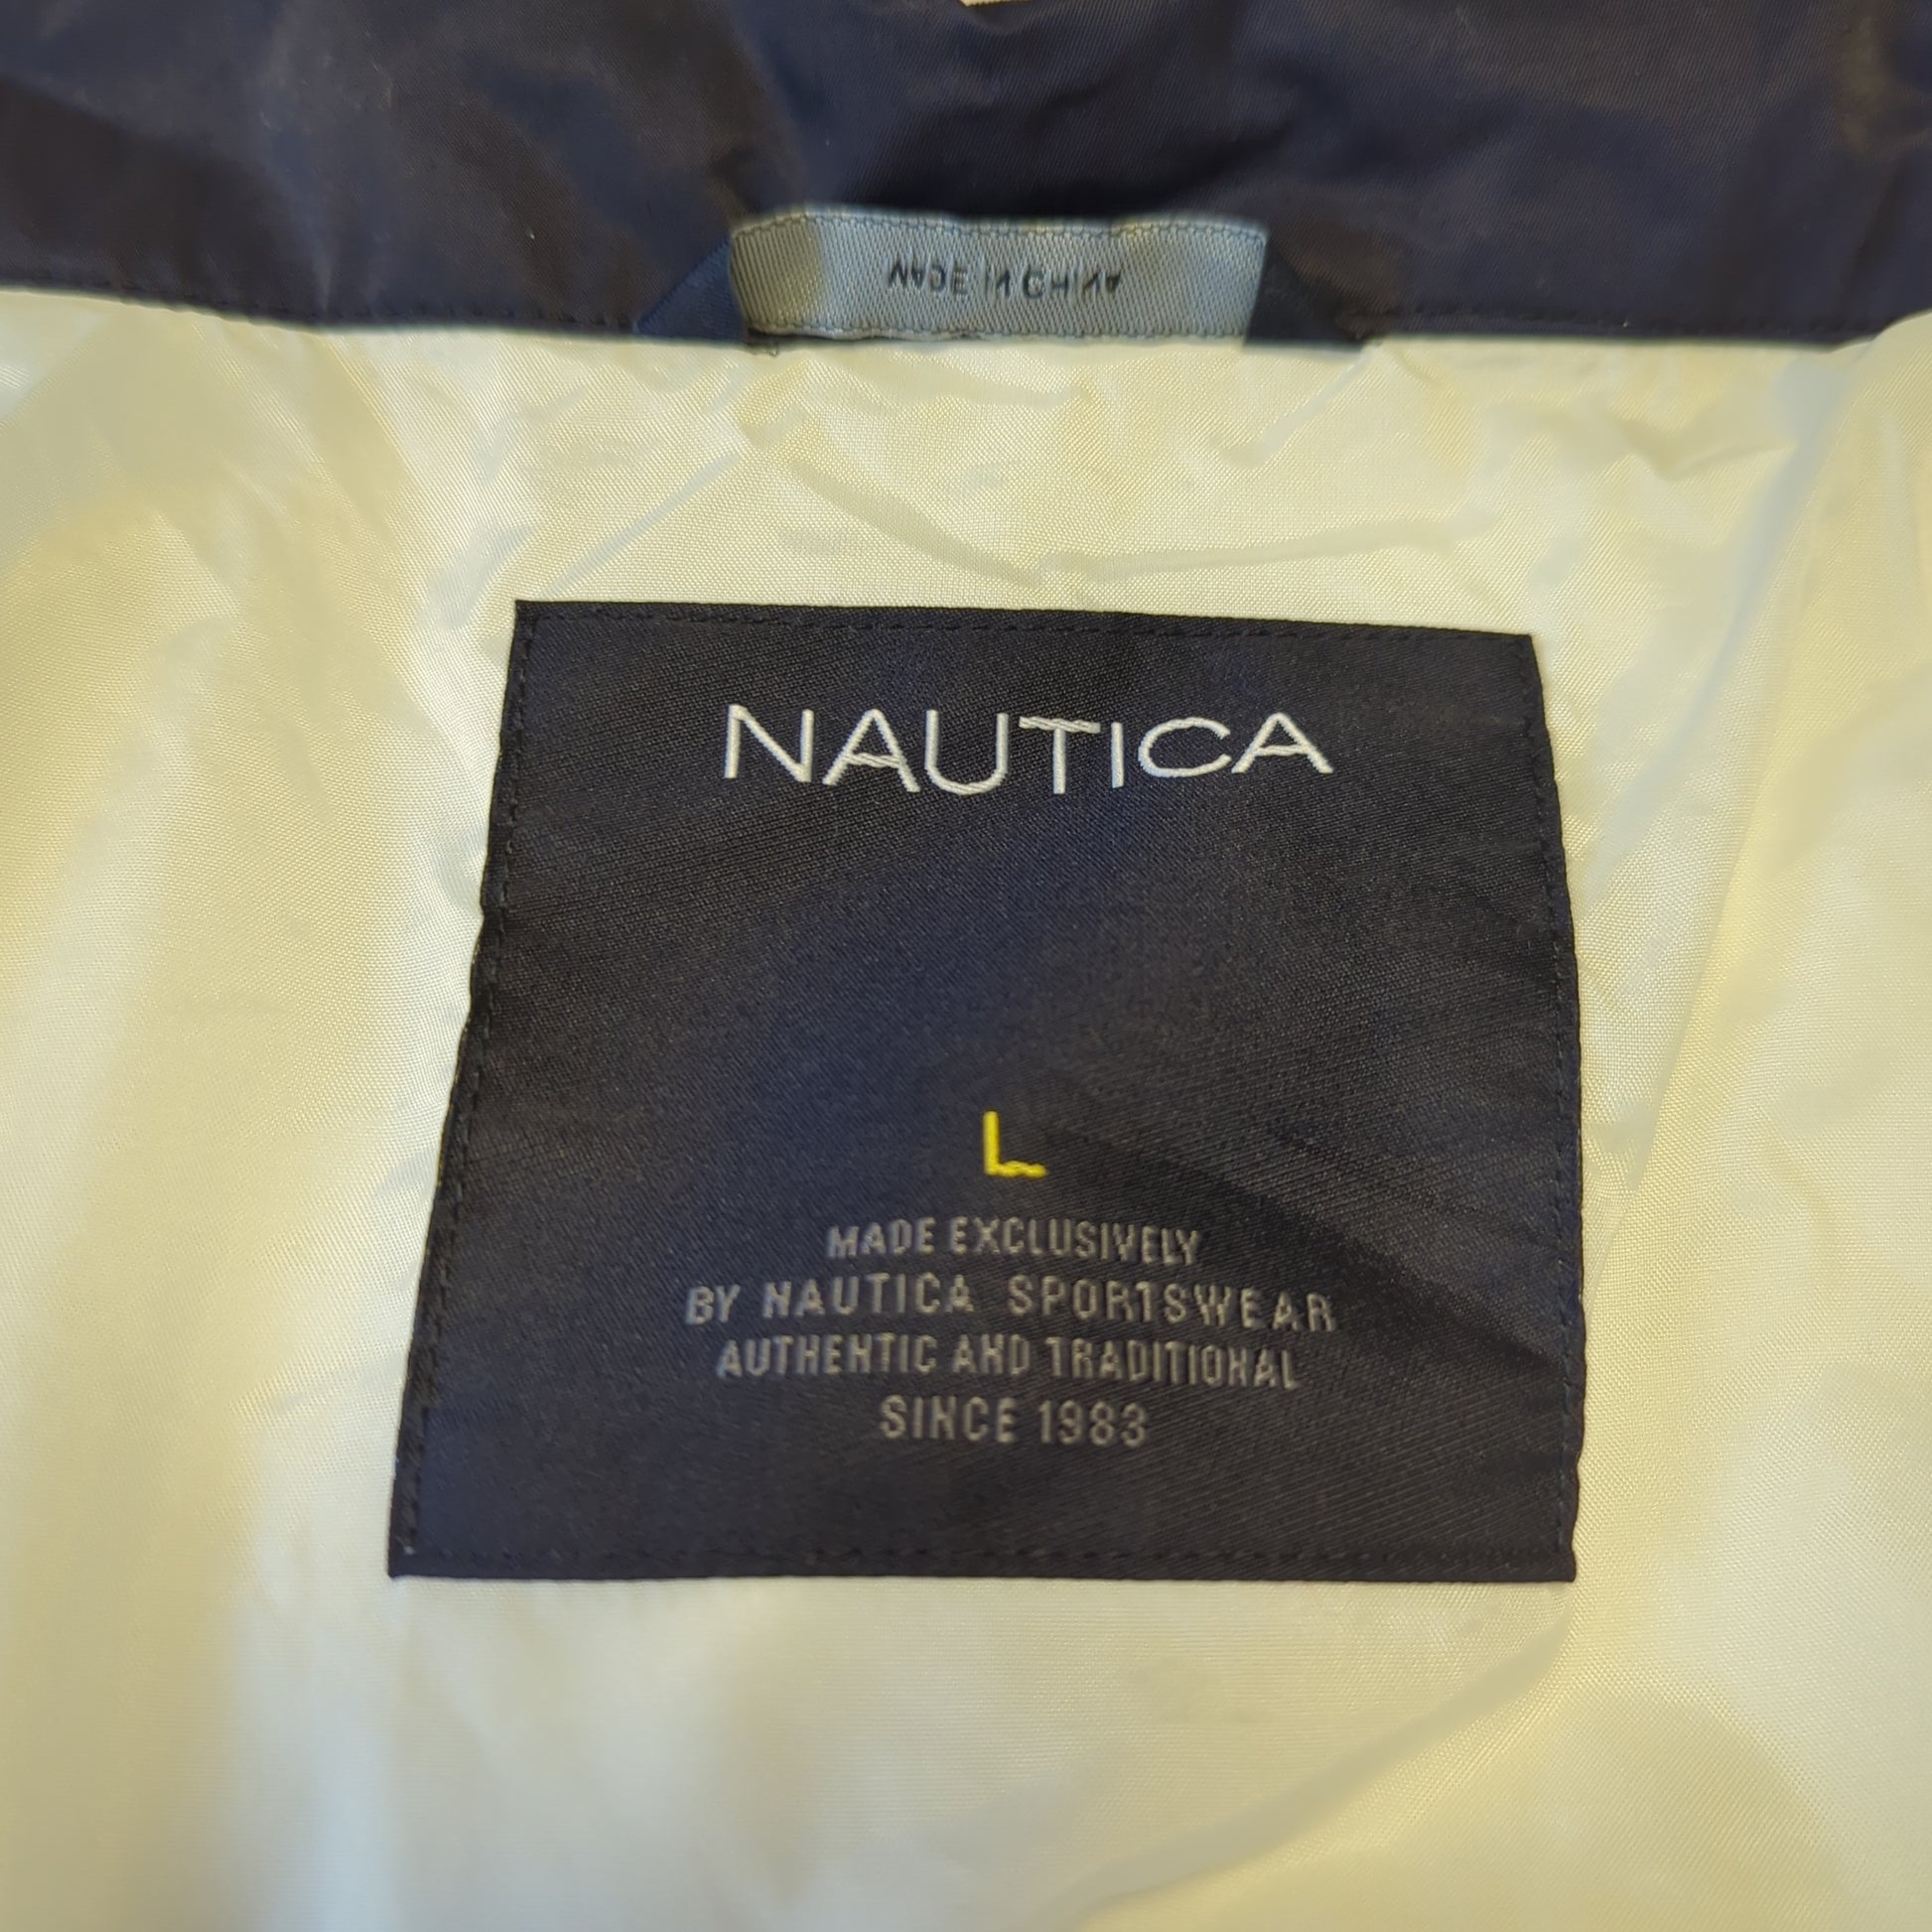 MADE IN CHINA
NAUTICA
L
MADE EXCLUSIVELY
BY NAUTICA SPORTSWEAR
AUTHENTIC AND TRADITIONAL
SINCE 1983